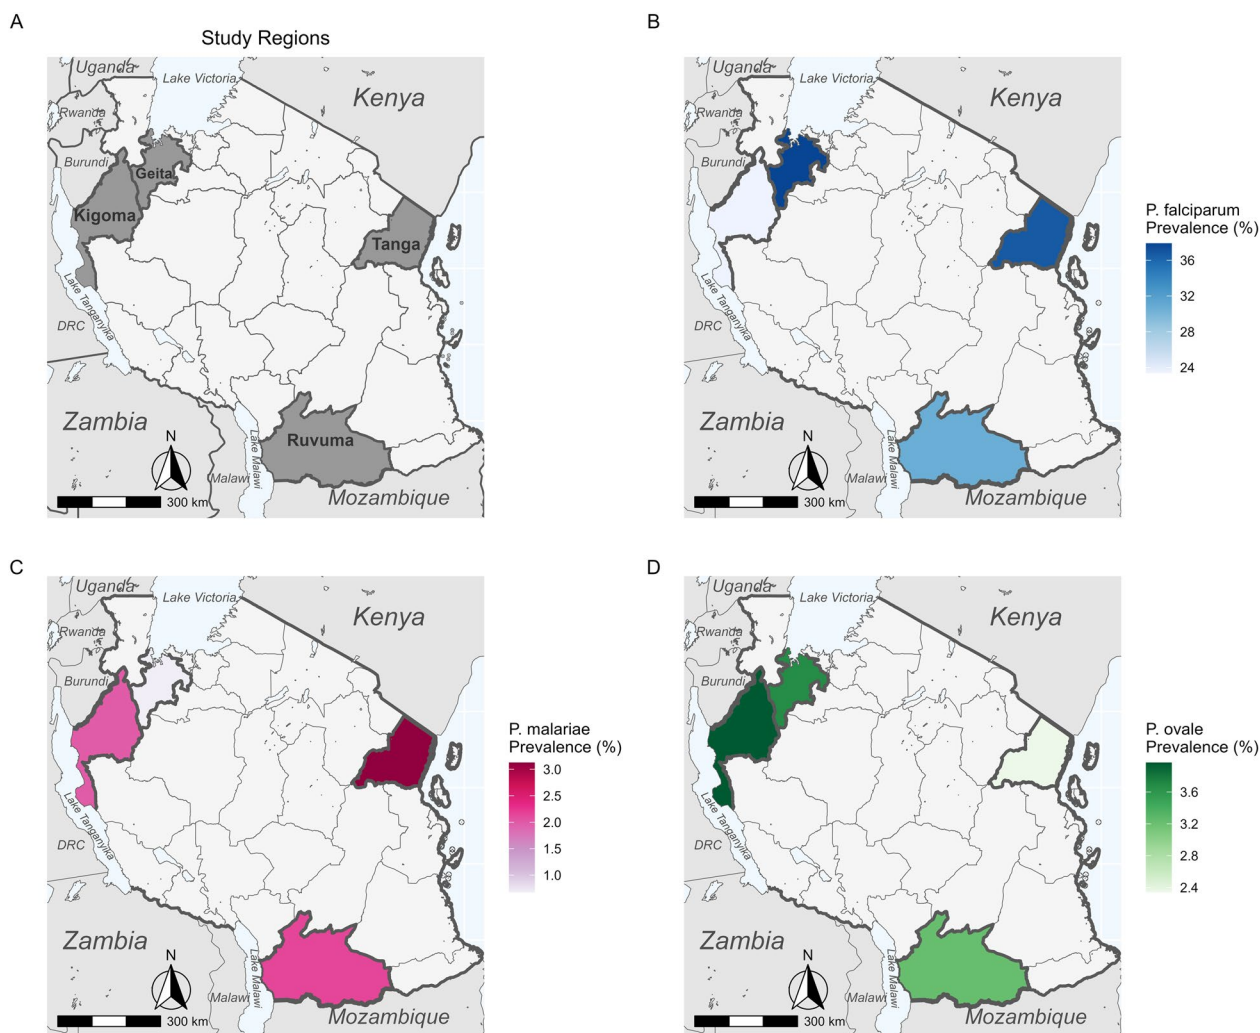 A
Study Regions
Uganda
Lake Victoria
Kenya
Rwanda
Burundi
Geita
Kigoma
Tanga
Lake Tanganyika
DRC
Zambia
N
Ruvuma
Lake Malawi
Malawi
300 km
Mozambique
B
Uganda
Lake Victoria
Kenya
Rwanda
Burundi
Lake Tanganyika
DRC
Zambia
N
Lake Malawi
Malawi
300 km
Mozambique
P. falciparum
Prevalence (%)
36
32
28
24
C
Uganda
Lake Victoria
Kenya
Rwanda
Burundi
Lake Tanganyika
DRC
Zambia
N
Lake Malawi
Malawi
300 km
Mozambique
P. malariae
Prevalence (%)
3.0
2.5
2.0
1.5
1.0
D
Uganda
Lake Victoria
Kenya
Rwanda
Burundi
Lake Tanganyika
DRC
Zambia
N
Lake Malawi
Malawi
300 km
Mozambique
P. ovale
Prevalence (%)
3.6
3.2
2.8
2.4